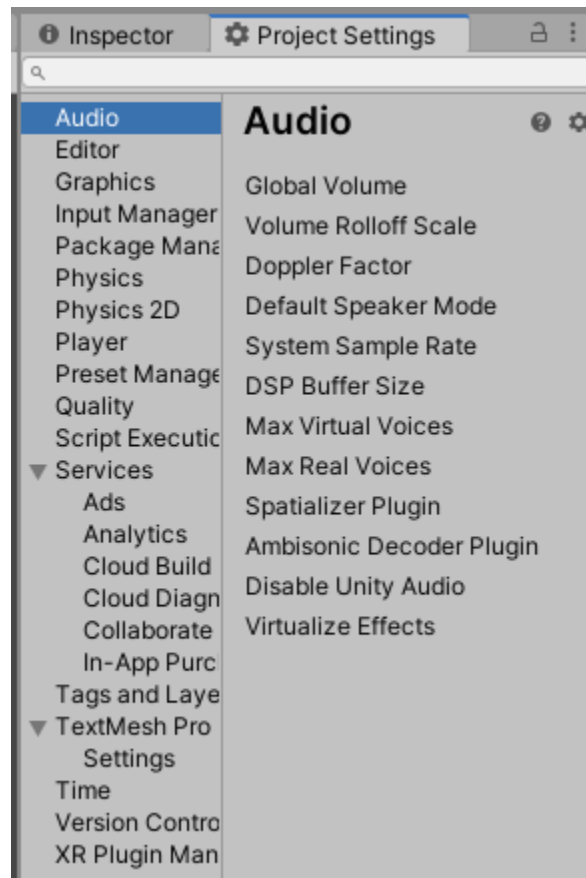 Inspector
Project Settings
Audio
Editor
Graphics
Input Manager
Package Mana
Physics
Physics 2D
Player
Preset Manage
Quality
Script Executic
Services
Ads
Analytics
Cloud Build
Cloud Diagn
Collaborate
In-App Purc
Tags and Laye
TextMesh Pro
Settings
Time
Version Contro
XR Plugin Man
Audio
Global Volume
Volume Rolloff Scale
Doppler Factor
Default Speaker Mode
System Sample Rate
DSP Buffer Size
Max Virtual Voices
Max Real Voices
Spatializer Plugin
Ambisonic Decoder Plugin
Disable Unity Audio
Virtualize Effects